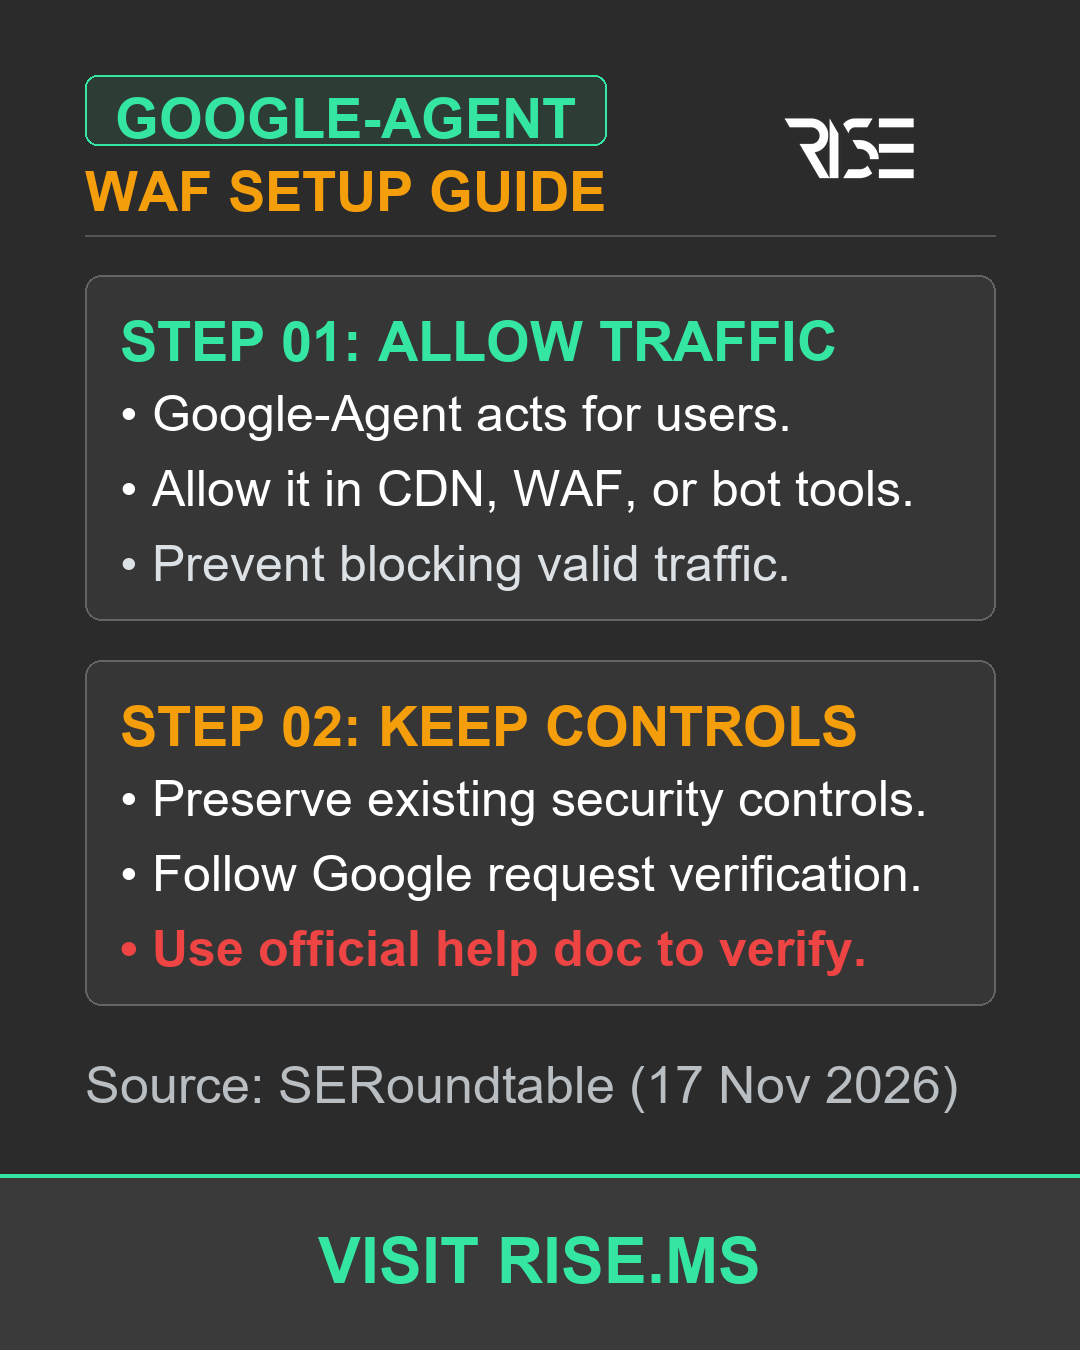 GOOGLE-AGENT
WAF SETUP GUIDE
RISE
STEP 01: ALLOW TRAFFIC
• Google-Agent acts for users.
• Allow it in CDN, WAF, or bot tools.
• Prevent blocking valid traffic.
STEP 02: KEEP CONTROLS
• Preserve existing security controls.
• Follow Google request verification.
• Use official help doc to verify.
Source: SERoundtable (17 Nov 2026)
VISIT RISE.MS